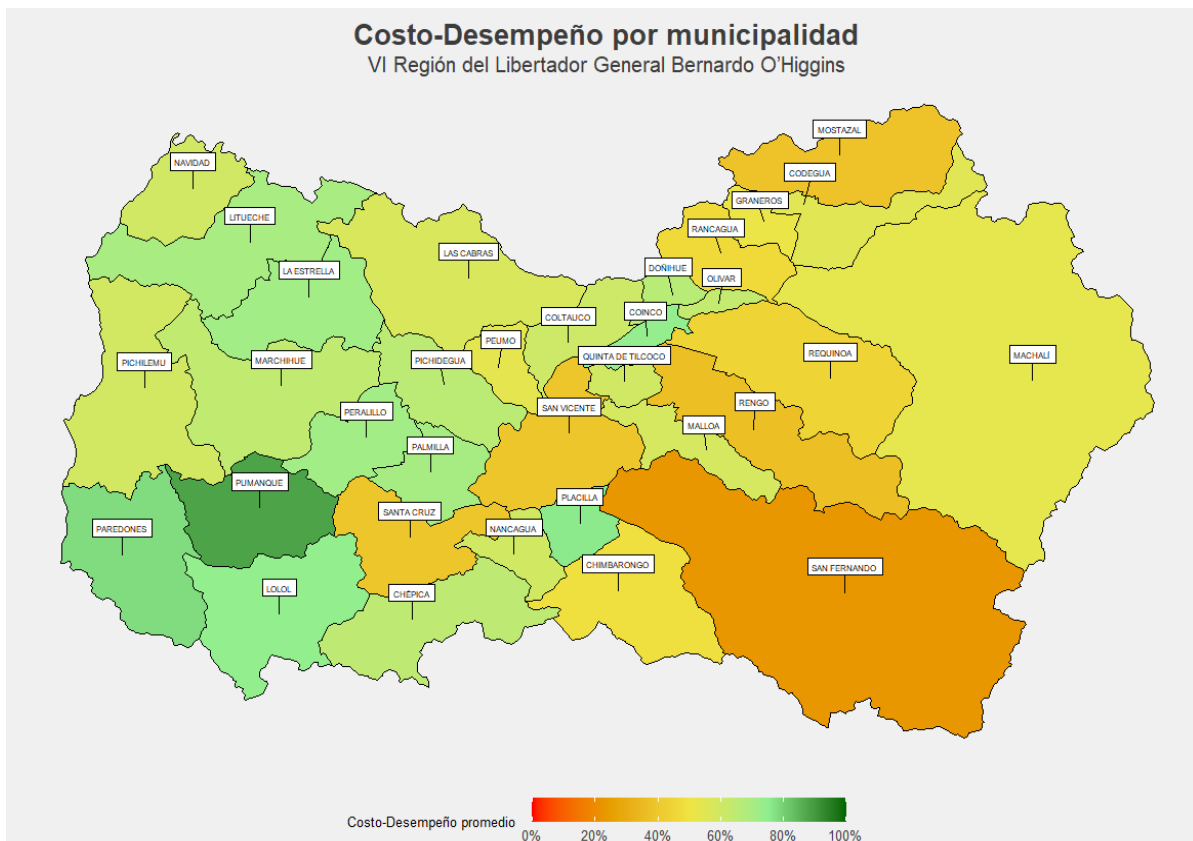 Costo-Desempeño por municipalidad
VI Región del Libertador General Bernardo O'Higgins
MOSTAZAL
NAVIDAD
CODEGUA
GRANEROS
LITUECHE
RANCAGUA
LAS CABRAS
LA ESTRELLA
DOÑIHUE
OLIVAR
COINCO
COLTAUCO
PEUMO
REQUINOA
PICHILEMU
MARCHIHUE
PICHIDEGUA
QUINTA DE TILCOCO
MACHALÍ
PERALILLO
SAN VICENTE
RENGO
MALLOA
PALMILLA
PUMANQUE
PLACILLA
SANTA CRUZ
PAREDONES
NANCAGUA
CHIMBARONGO
SAN FERNANDO
LOLOL
CHÉPICA
Costo-Desempeño promedio
0% 20% 40% 60% 80% 100%